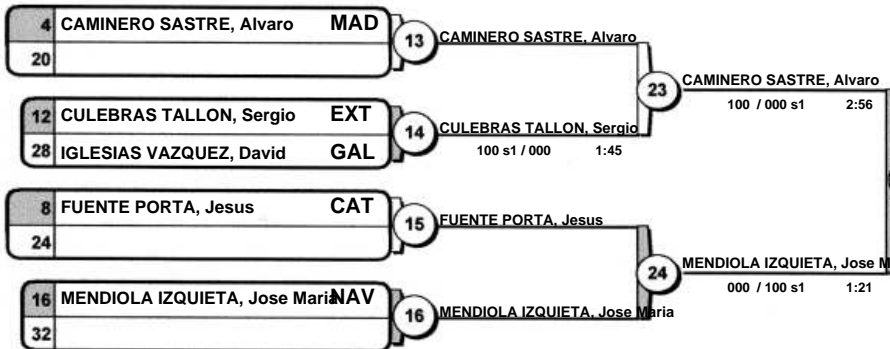 4 CAMINERO SASTRE, Alvaro MAD
20
13 CAMINERO SASTRE, Alvaro
12 CULEBRAS TALLON, Sergio EXT
28 IGLESIAS VAZQUEZ, David GAL
14 CULEBRAS TALLON, Sergio
100 s1 / 000 1:45
23 CAMINERO SASTRE, Alvaro
100 / 000 s1 2:56
8 FUENTE PORTA, Jesus CAT
24
15 FUENTE PORTA, Jesus
16 MENDIOLA IZQUIETA, Jose Maria NAV
32
16 MENDIOLA IZQUIETA, Jose Maria
24 MENDIOLA IZQUIETA, Jose M
000 / 100 s1 1:21